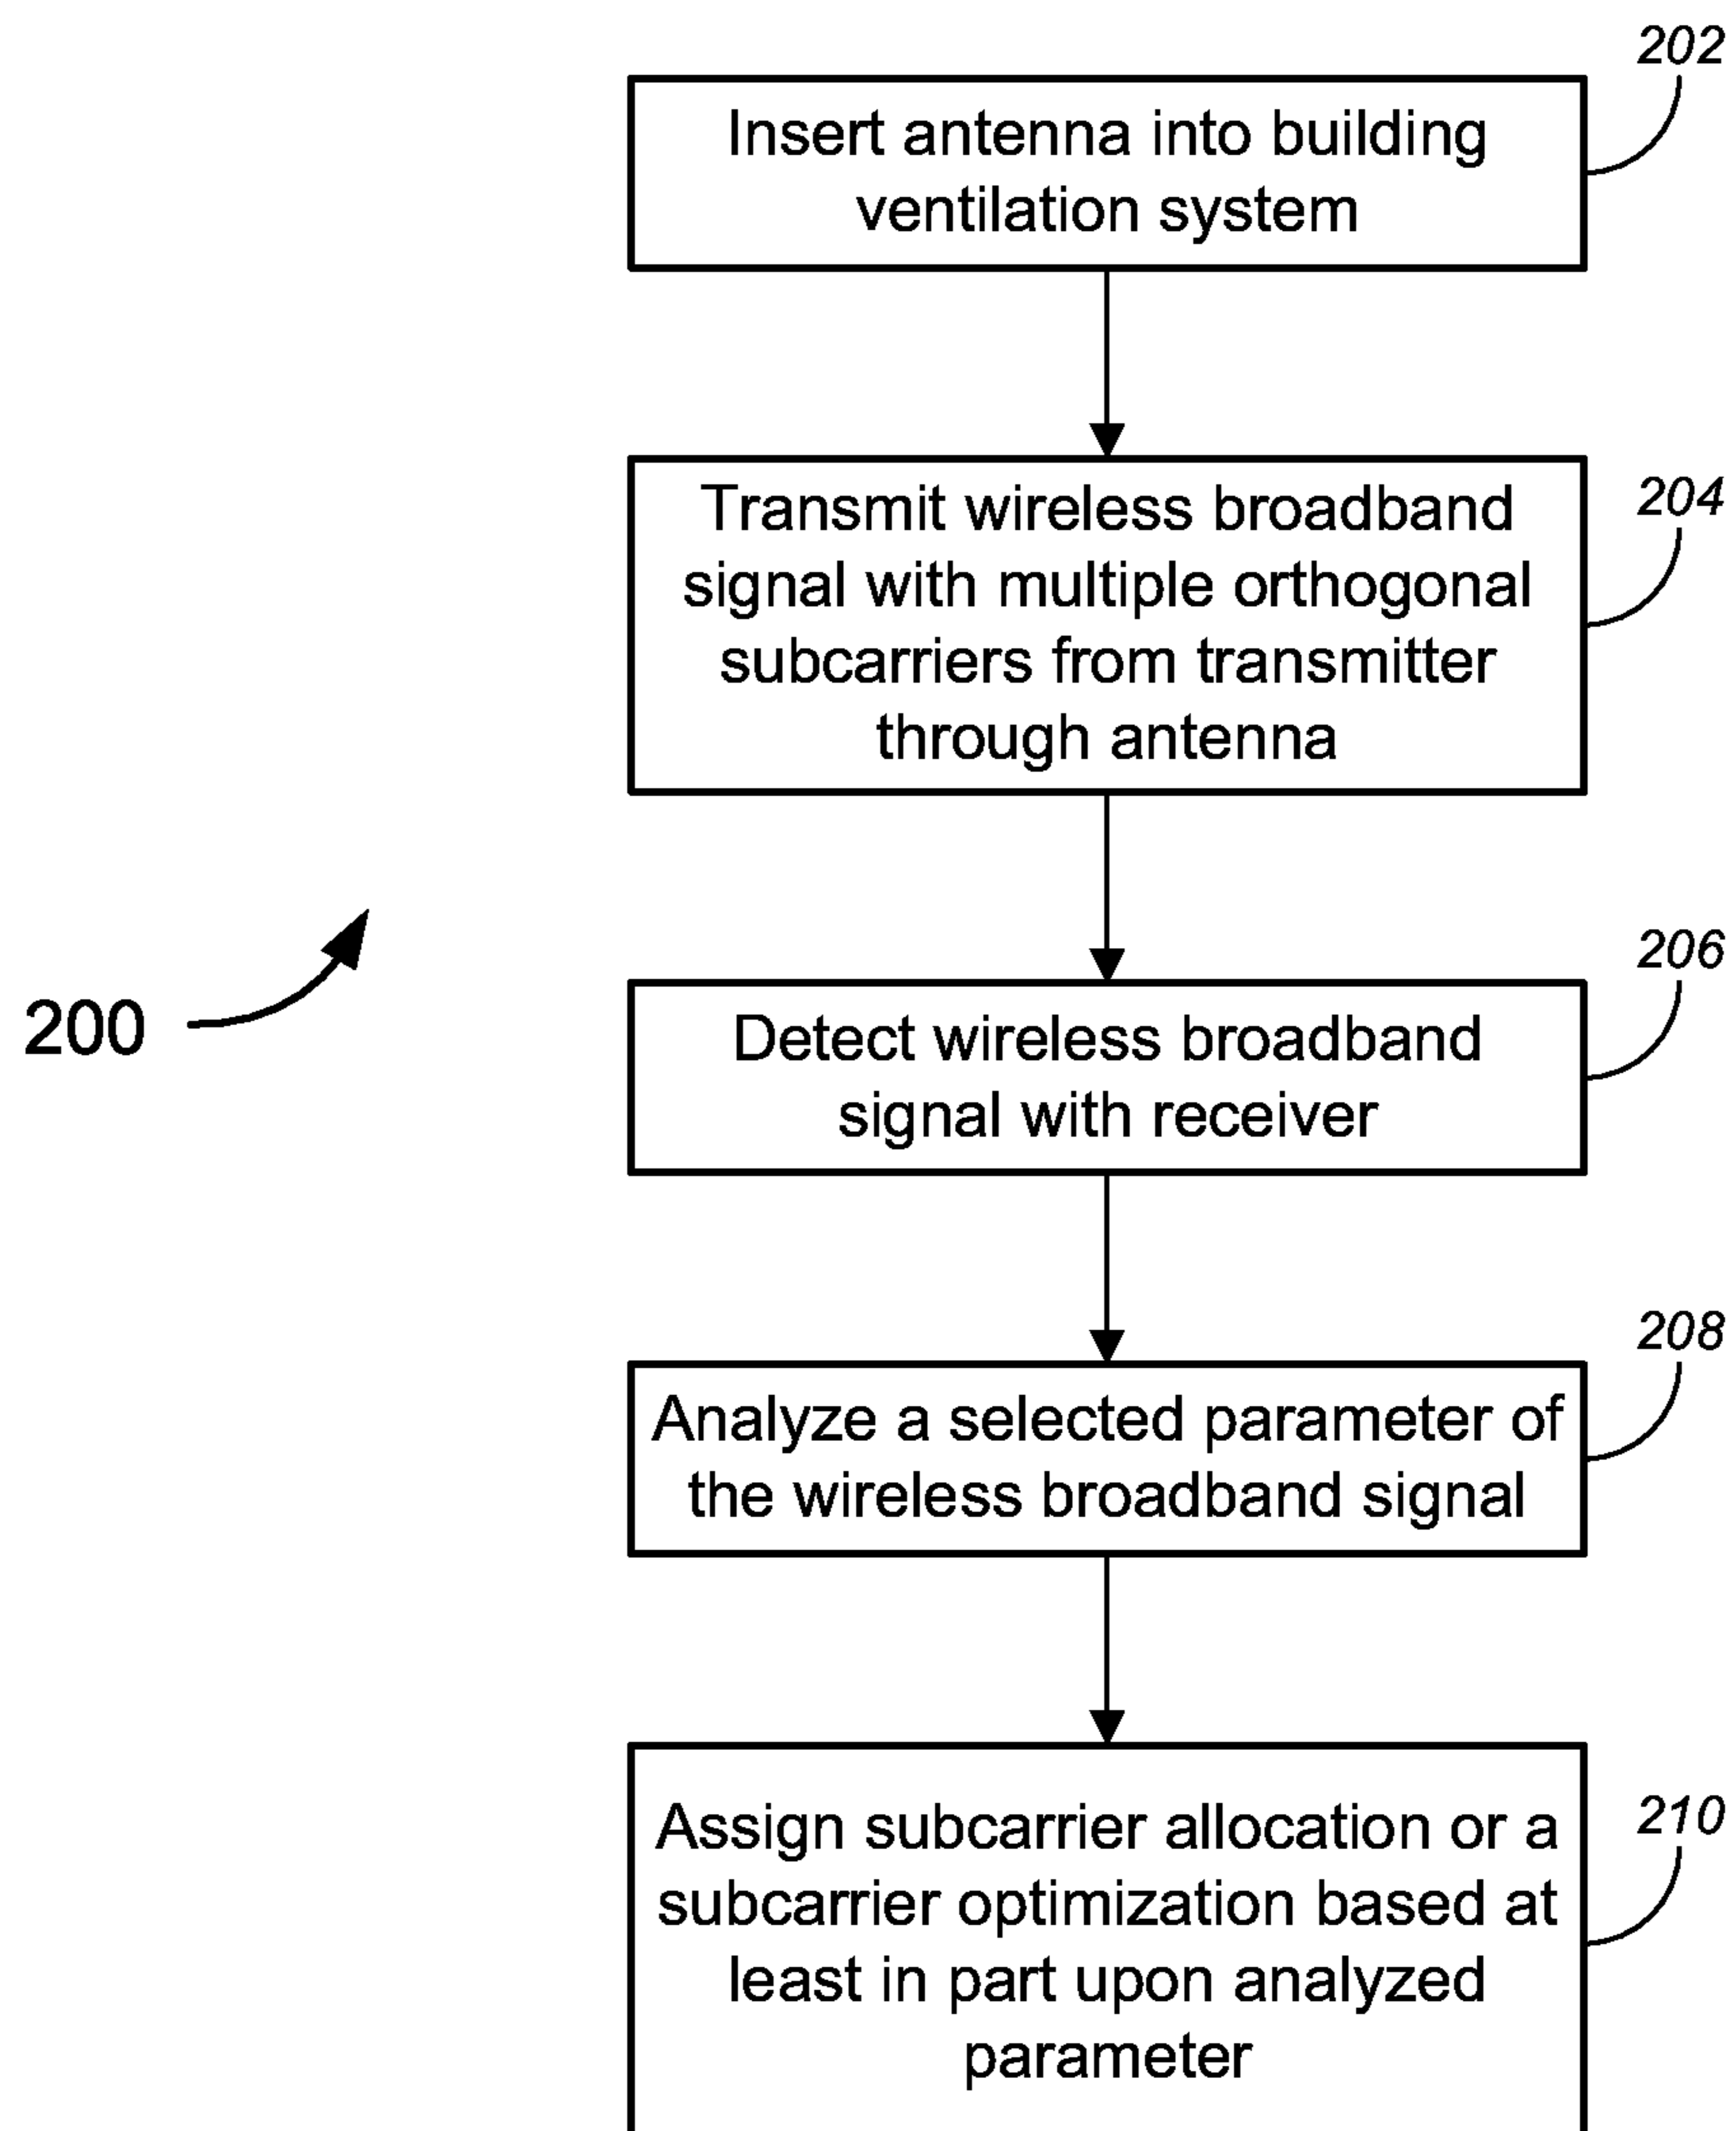 202
Insert antenna into building
ventilation system
204
Transmit wireless broadband
signal with multiple orthogonal
subcarriers from transmitter
through antenna
200
206
Detect wireless broadband
signal with receiver
208
Analyze a selected parameter of
the wireless broadband signal
210
Assign subcarrier allocation or a
subcarrier optimization based at
least in part upon analyzed
parameter